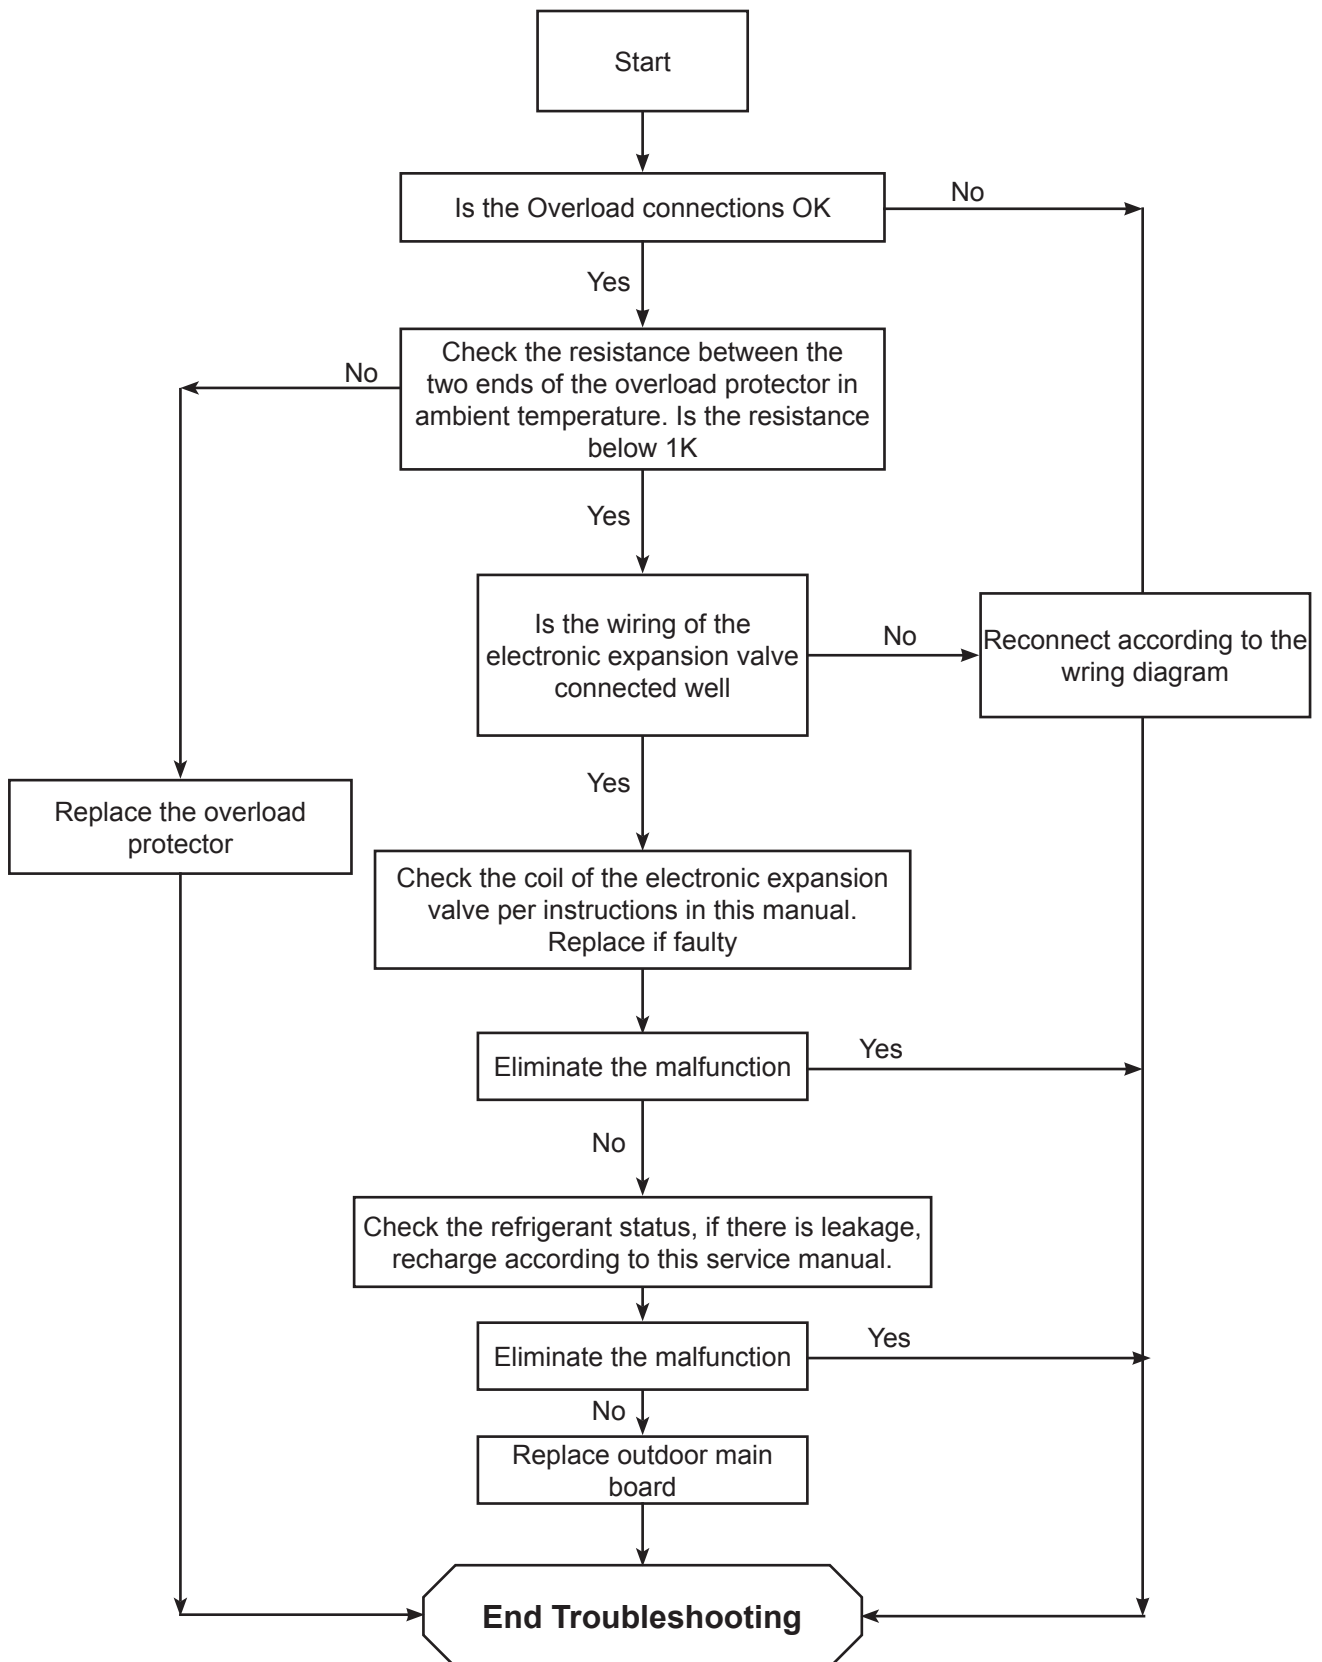 Start
Is the Overload connections OK
No
Yes
Check the resistance between the
two ends of the overload protector in
ambient temperature. Is the resistance
below 1K
No
Yes
Is the wiring of the
electronic expansion valve
connected well
No
Reconnect according to the
wring diagram
Yes
Replace the overload
protector
Check the coil of the electronic expansion
valve per instructions in this manual.
Replace if faulty
Eliminate the malfunction
Yes
No
Check the refrigerant status, if there is leakage,
recharge according to this service manual.
Eliminate the malfunction
Yes
No
Replace outdoor main
board
End Troubleshooting